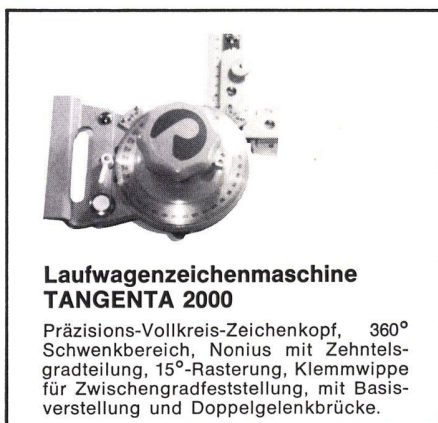 Laufwagenzeichenmaschine
TANGENTA 2000
Präzisions-Vollkreis-Zeichenkopf, 360°
Schwenkbereich, Nonius mit Zehntels-
gradteilung, 15°-Rasterung, Klemmwippe
für Zwischengradfeststellung, mit Basis-
verstellung und Doppelgelenkbrücke.